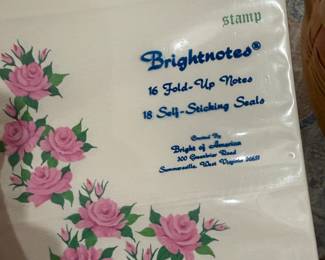 stamp
Brightnotes®
16 Fold-Up Notes
18 Self-Sticking Seals
Created By
Bright of America
300 Greenbrier Road
Summersville, West Virginia 26651